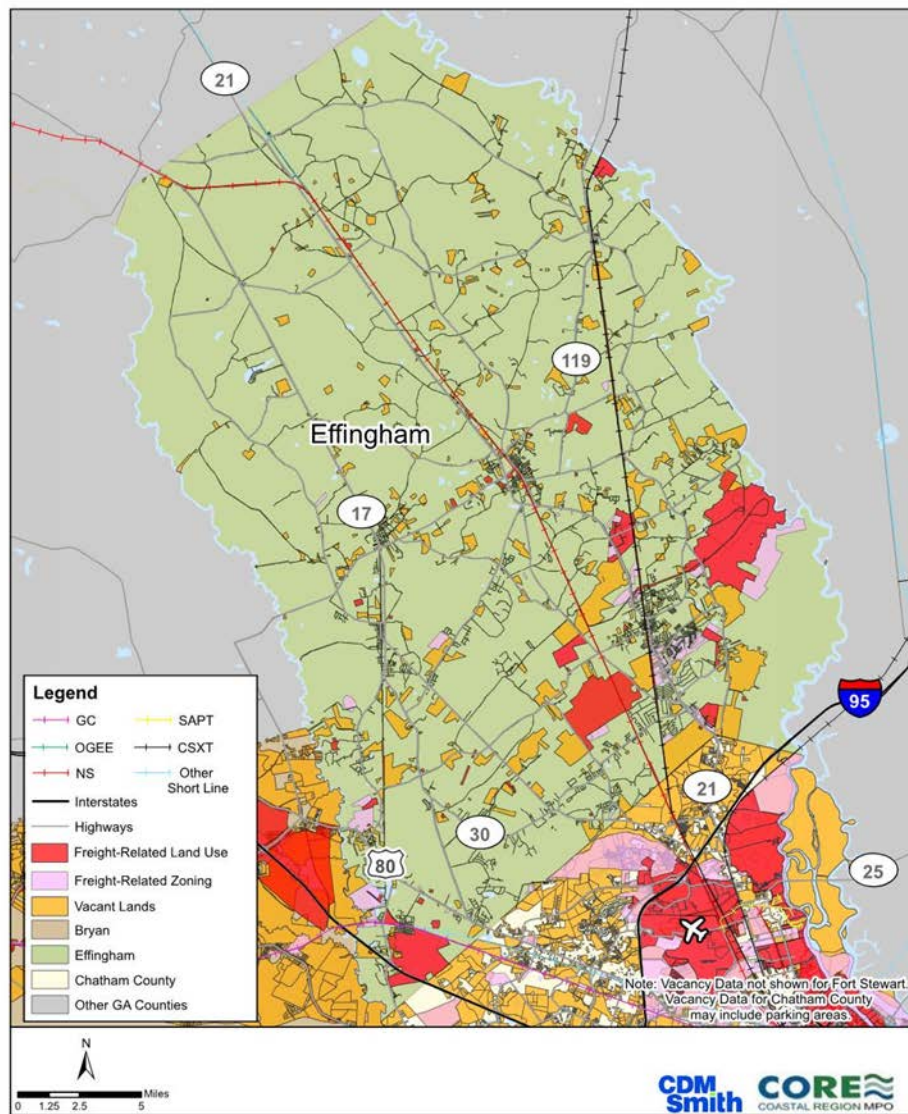 21
119
Effingham
17
95
21
30
80
25
Legend
GC
SAPT
OGEE
CSXT
NS
Other
Short Line
Interstates
Highways
Freight-Related Land Use
Freight-Related Zoning
Vacant Lands
Bryan
Effingham
Chatham County
Other GA Counties
Note: Vacancy Data not shown for Fort Stewart.
Vacancy Data for Chatham County
may include parking areas.
N
Miles
0 1.25 2.5 5
CDM
Smith
CORE
COASTAL REGION MPO